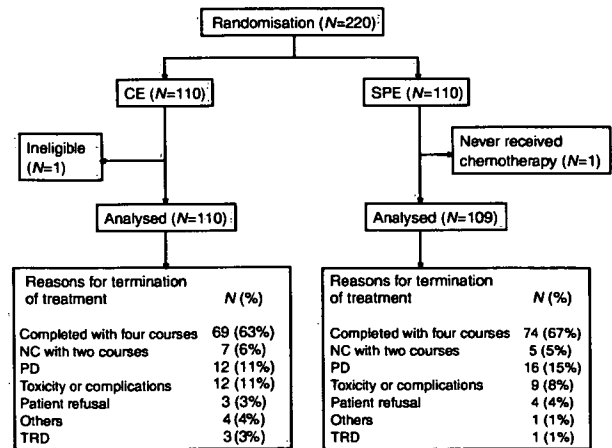 Randomisation (N=220)
CE (N=110)
SPE (N=110)
Ineligible
(N=1)
Never received
chemotherapy (N=1)
Analysed (N=110)
Analysed (N=109)
Reasons for termination
of treatment N (%)
Completed with four courses 69 (63%)
NC with two courses 7 (6%)
PD 12 (11%)
Toxicity or complications 12 (11%)
Patient refusal 3 (3%)
Others 4 (4%)
TRD 3 (3%)
Reasons for termination
of treatment N (%)
Completed with four courses 74 (67%)
NC with two courses 5 (5%)
PD 16 (15%)
Toxicity or complications 9 (8%)
Patient refusal 4 (4%)
Others 1 (1%)
TRD 1 (1%)